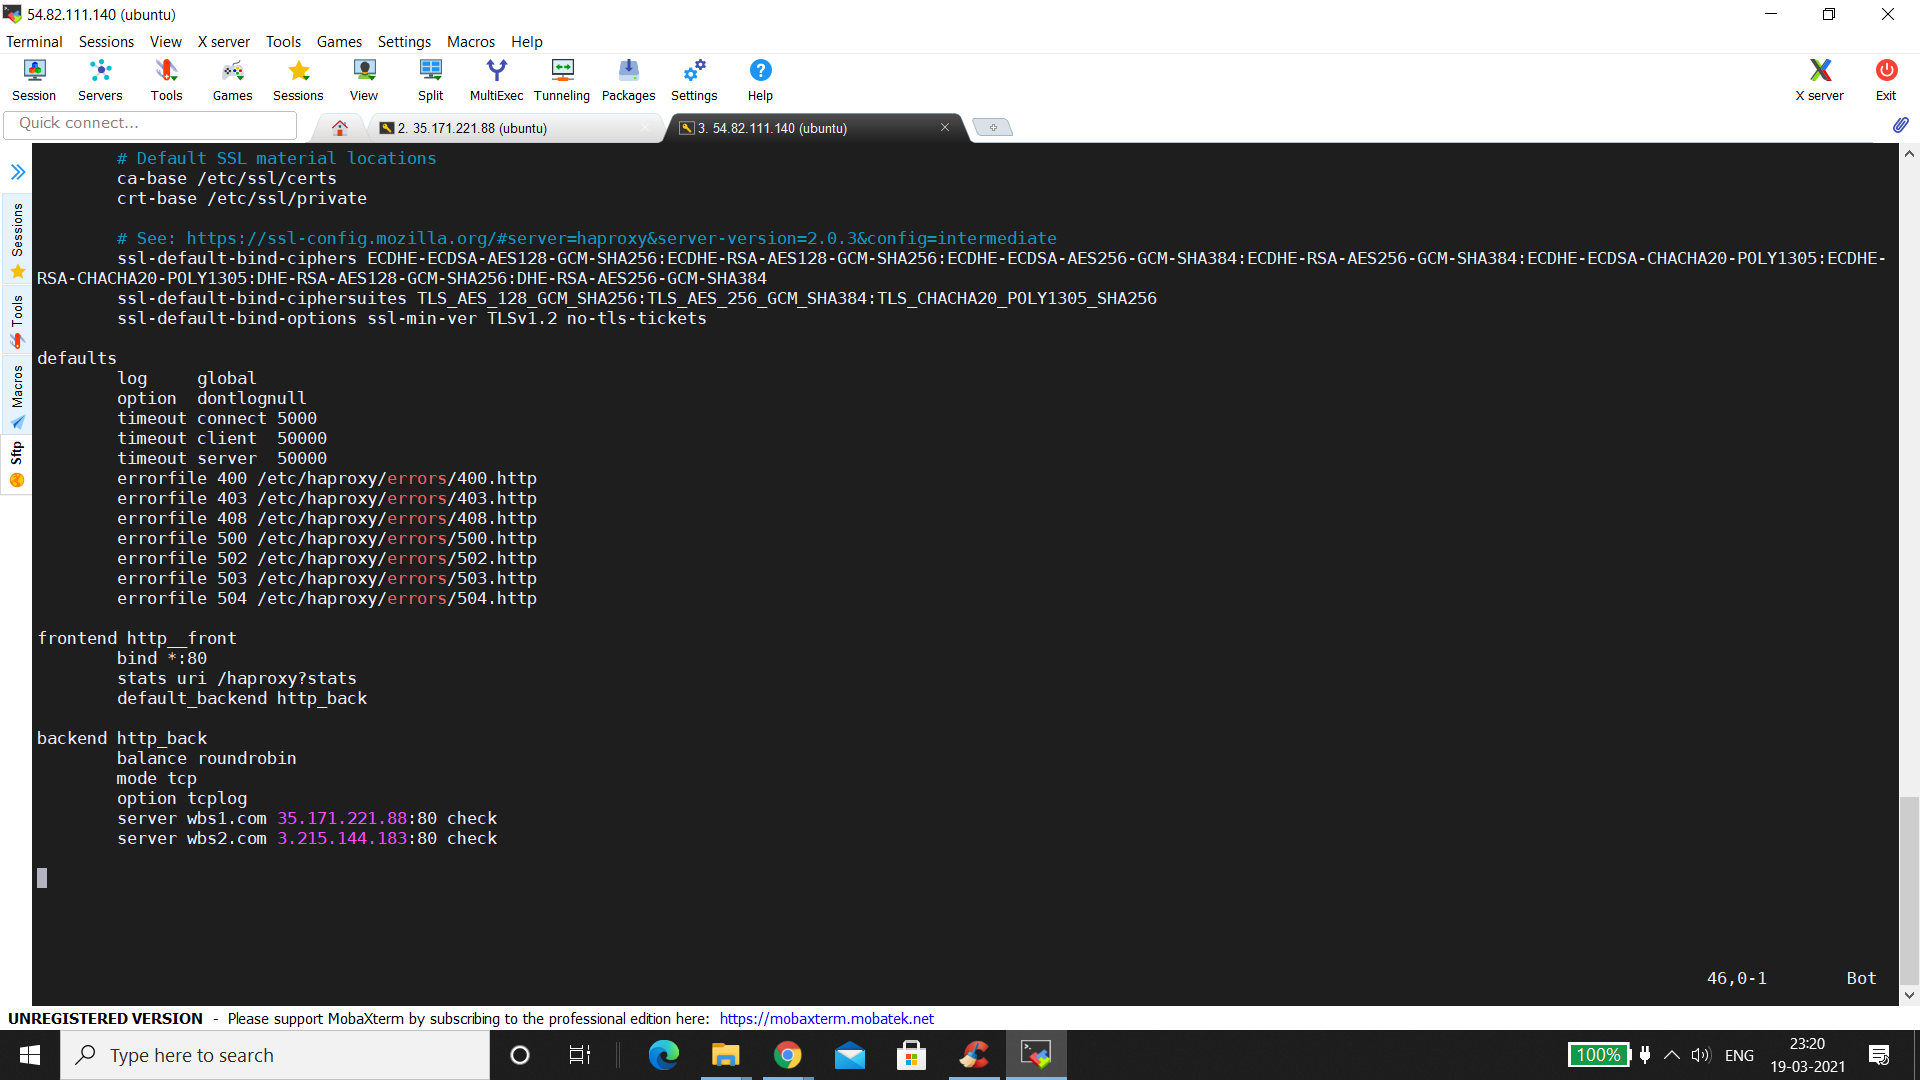 54.82.111.140 (ubuntu)
Terminal Sessions View X server Tools Games Settings Macros Help
Session Servers Tools Games Sessions View Split MultiExec Tunneling Packages Settings Help X server Exit
Quick connect...
2. 35.171.221.88 (ubuntu)
3. 54.82.111.140 (ubuntu)
Sessions
Tools
Macros
Sftp
# Default SSL material locations
ca-base /etc/ssl/certs
crt-base /etc/ssl/private
# See: https://ssl-config.mozilla.org/#server=haproxy&server-version=2.0.3&config=intermediate
ssl-default-bind-ciphers ECDHE-ECDSA-AES128-GCM-SHA256:ECDHE-RSA-AES128-GCM-SHA256:ECDHE-ECDSA-AES256-GCM-SHA384:ECDHE-RSA-AES256-GCM-SHA384:ECDHE-ECDSA-CHACHA20-POLY1305:ECDHE-
RSA-CHACHA20-POLY1305:DHE-RSA-AES128-GCM-SHA256:DHE-RSA-AES256-GCM-SHA384
ssl-default-bind-ciphersuites TLS_AES_128_GCM_SHA256:TLS_AES_256_GCM_SHA384:TLS_CHACHA20_POLY1305_SHA256
ssl-default-bind-options ssl-min-ver TLSv1.2 no-tls-tickets
defaults
log global
option dontlognull
timeout connect 5000
timeout client 50000
timeout server 50000
errorfile 400 /etc/haproxy/errors/400.http
errorfile 403 /etc/haproxy/errors/403.http
errorfile 408 /etc/haproxy/errors/408.http
errorfile 500 /etc/haproxy/errors/500.http
errorfile 502 /etc/haproxy/errors/502.http
errorfile 503 /etc/haproxy/errors/503.http
errorfile 504 /etc/haproxy/errors/504.http
frontend http__front
bind *:80
stats uri /haproxy?stats
default_backend http_back
backend http_back
balance roundrobin
mode tcp
option tcplog
server wbs1.com 35.171.221.88:80 check
server wbs2.com 3.215.144.183:80 check
46,0-1 Bot
UNREGISTERED VERSION - Please support MobaXterm by subscribing to the professional edition here: https://mobaxterm.mobatek.net
Type here to search
100%
ENG
23:20
19-03-2021